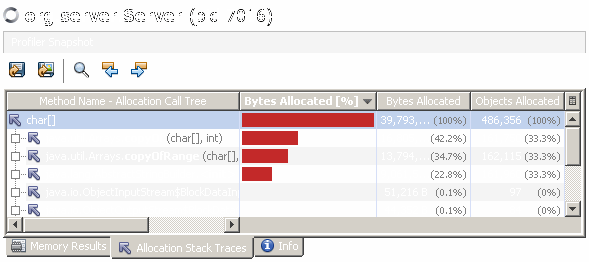 org.server.Server (pid 7016)
Profiler Snapshot
Method Name - Allocation Call Tree Bytes Allocated [%] Bytes Allocated Objects Allocated
char[] 39,793,... (100%) 486,356 (100%)
(char[], int) (42.2%) (33.3%)
java.util.Arrays.copyOfRange (char[], 13,794,... (34.7%) 162,115 (33.3%)
(22.8%) (33.3%)
java.io.ObjectInputStream$BlockDataIn 51,216 B (0.1%) 97 (0%)
(0.1%) (0%)
Memory Results Allocation Stack Traces Info